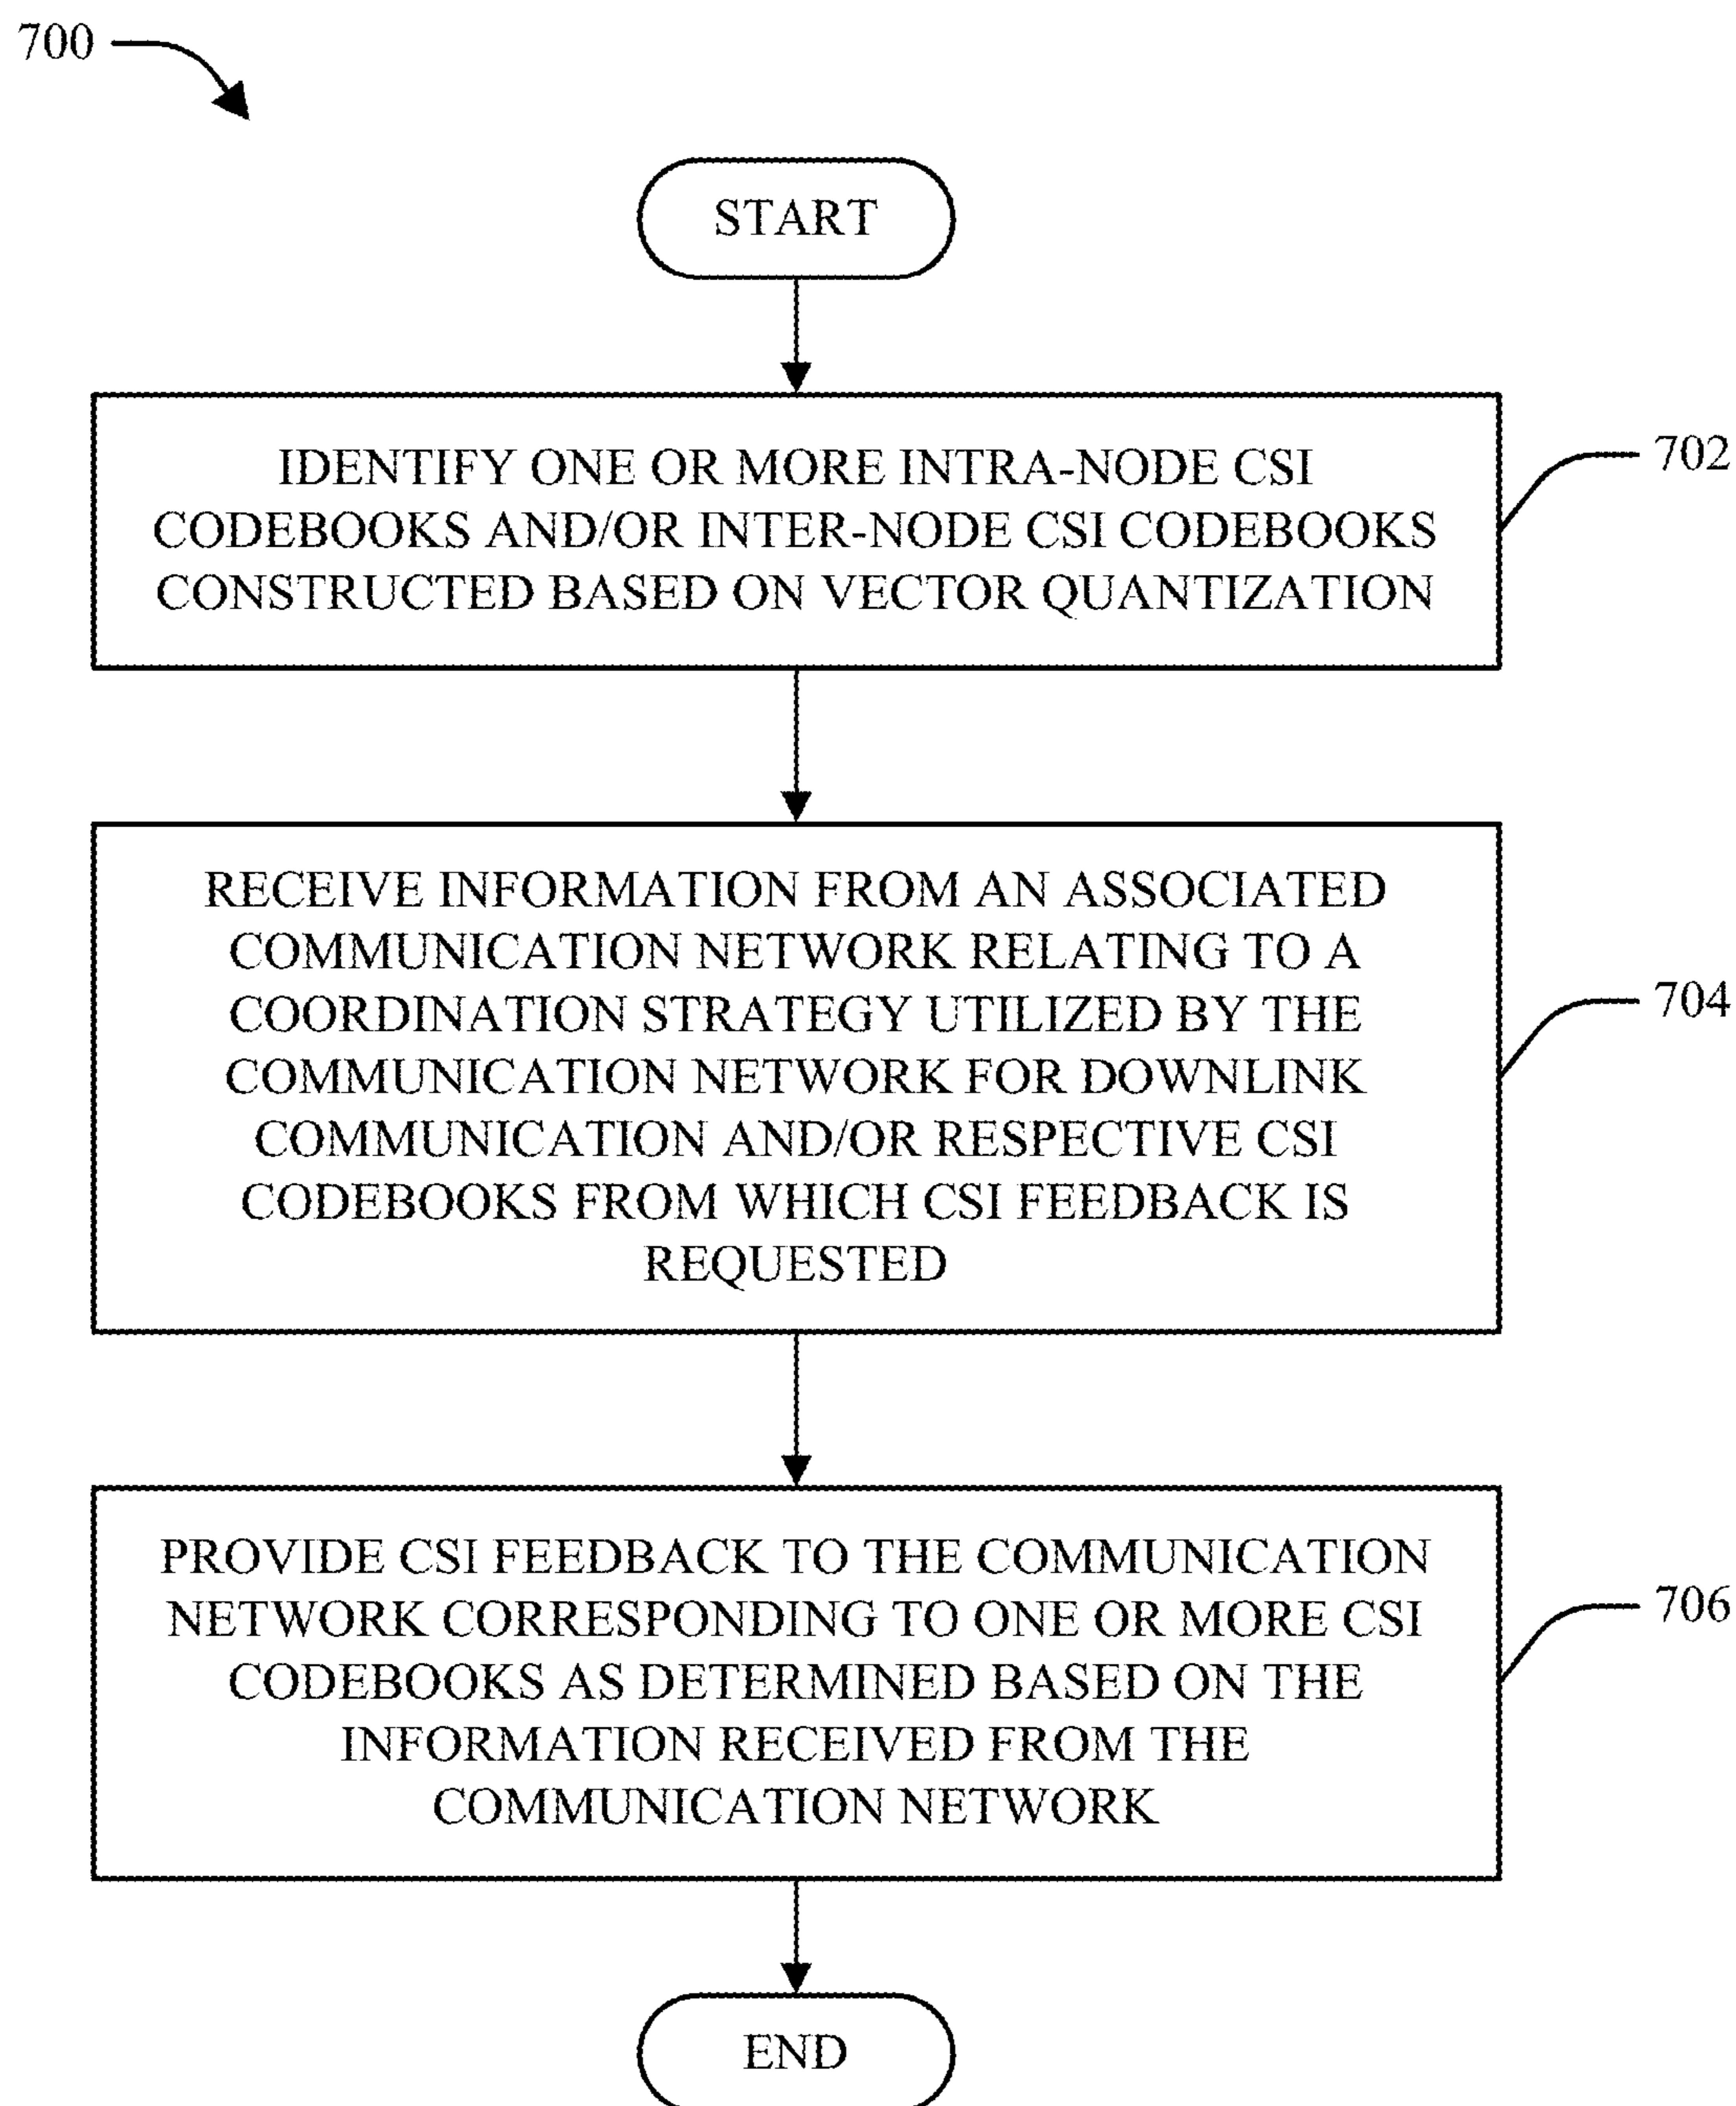 700
START
IDENTIFY ONE OR MORE INTRA-NODE CSI
CODEBOOKS AND/OR INTER-NODE CSI CODEBOOKS
CONSTRUCTED BASED ON VECTOR QUANTIZATION
702
RECEIVE INFORMATION FROM AN ASSOCIATED
COMMUNICATION NETWORK RELATING TO A
COORDINATION STRATEGY UTILIZED BY THE
COMMUNICATION NETWORK FOR DOWNLINK
COMMUNICATION AND/OR RESPECTIVE CSI
CODEBOOKS FROM WHICH CSI FEEDBACK IS
REQUESTED
704
PROVIDE CSI FEEDBACK TO THE COMMUNICATION
NETWORK CORRESPONDING TO ONE OR MORE CSI
CODEBOOKS AS DETERMINED BASED ON THE
INFORMATION RECEIVED FROM THE
COMMUNICATION NETWORK
706
END